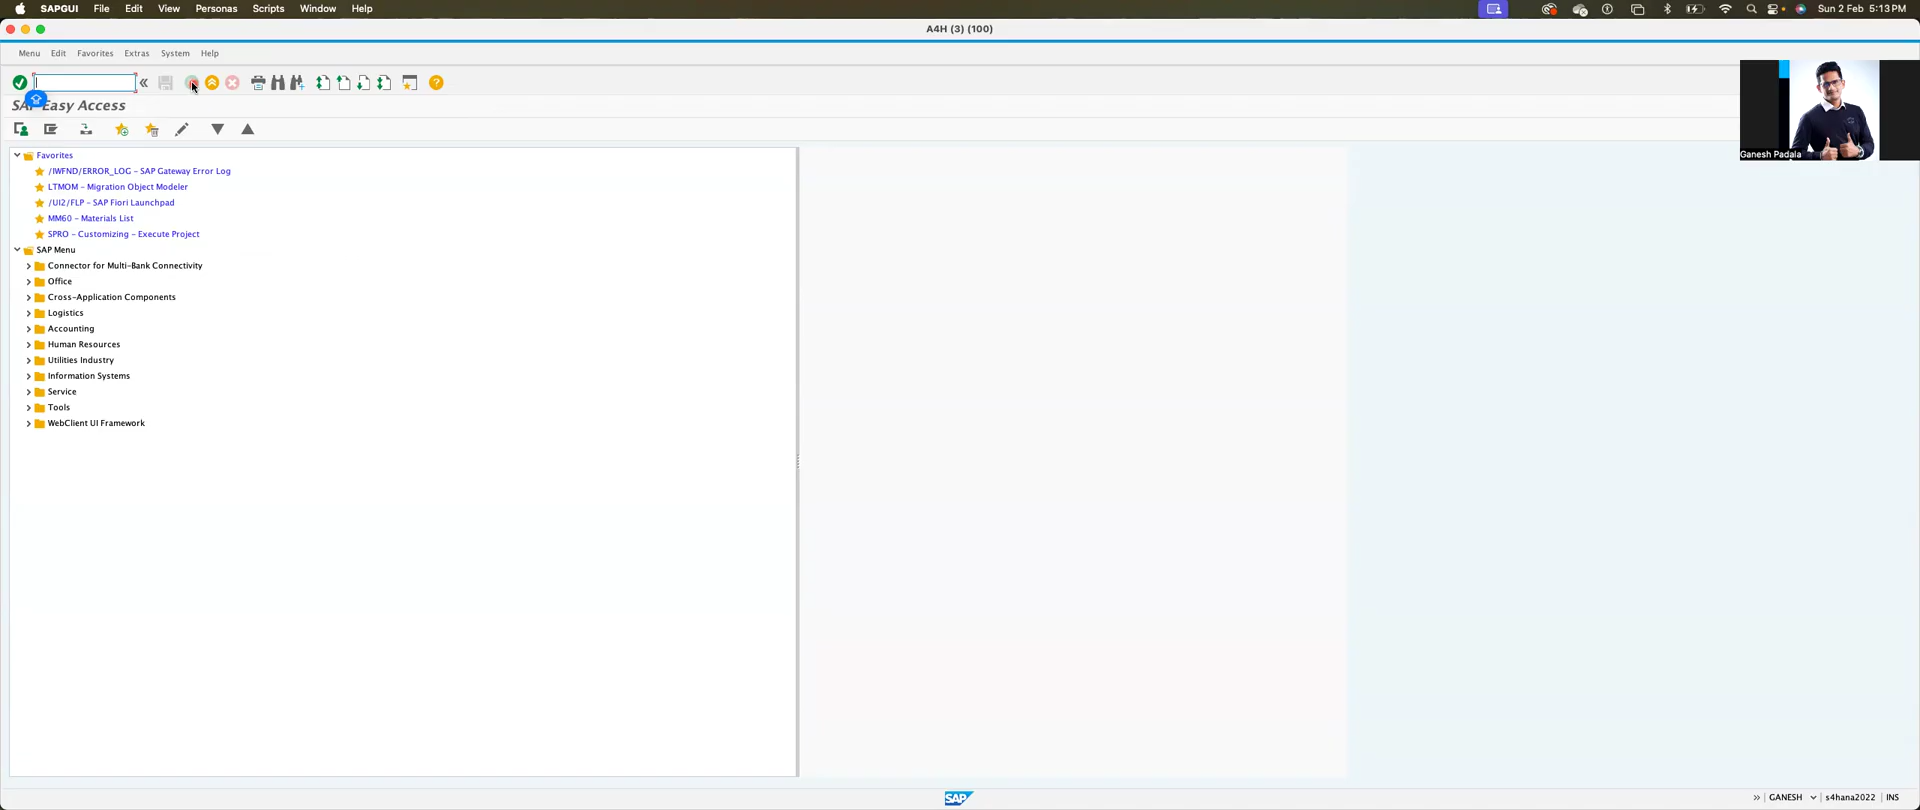 SAPGUI File Edit View Personas Scripts Window Help Sun 2 Feb 5:13 PM
A4H (3) (100)
Menu Edit Favorites Extras System Help
SAP Easy Access
Favorites
/IWFND/ERROR_LOG - SAP Gateway Error Log
LTMOM - Migration Object Modeler
/UI2/FLP - SAP Fiori Launchpad
MM60 - Materials List
SPRO - Customizing - Execute Project
SAP Menu
Connector for Multi-Bank Connectivity
Office
Cross-Application Components
Logistics
Accounting
Human Resources
Utilities Industry
Information Systems
Service
Tools
WebClient UI Framework
Ganesh Padala
SAP
GANESH s4hana2022 INS